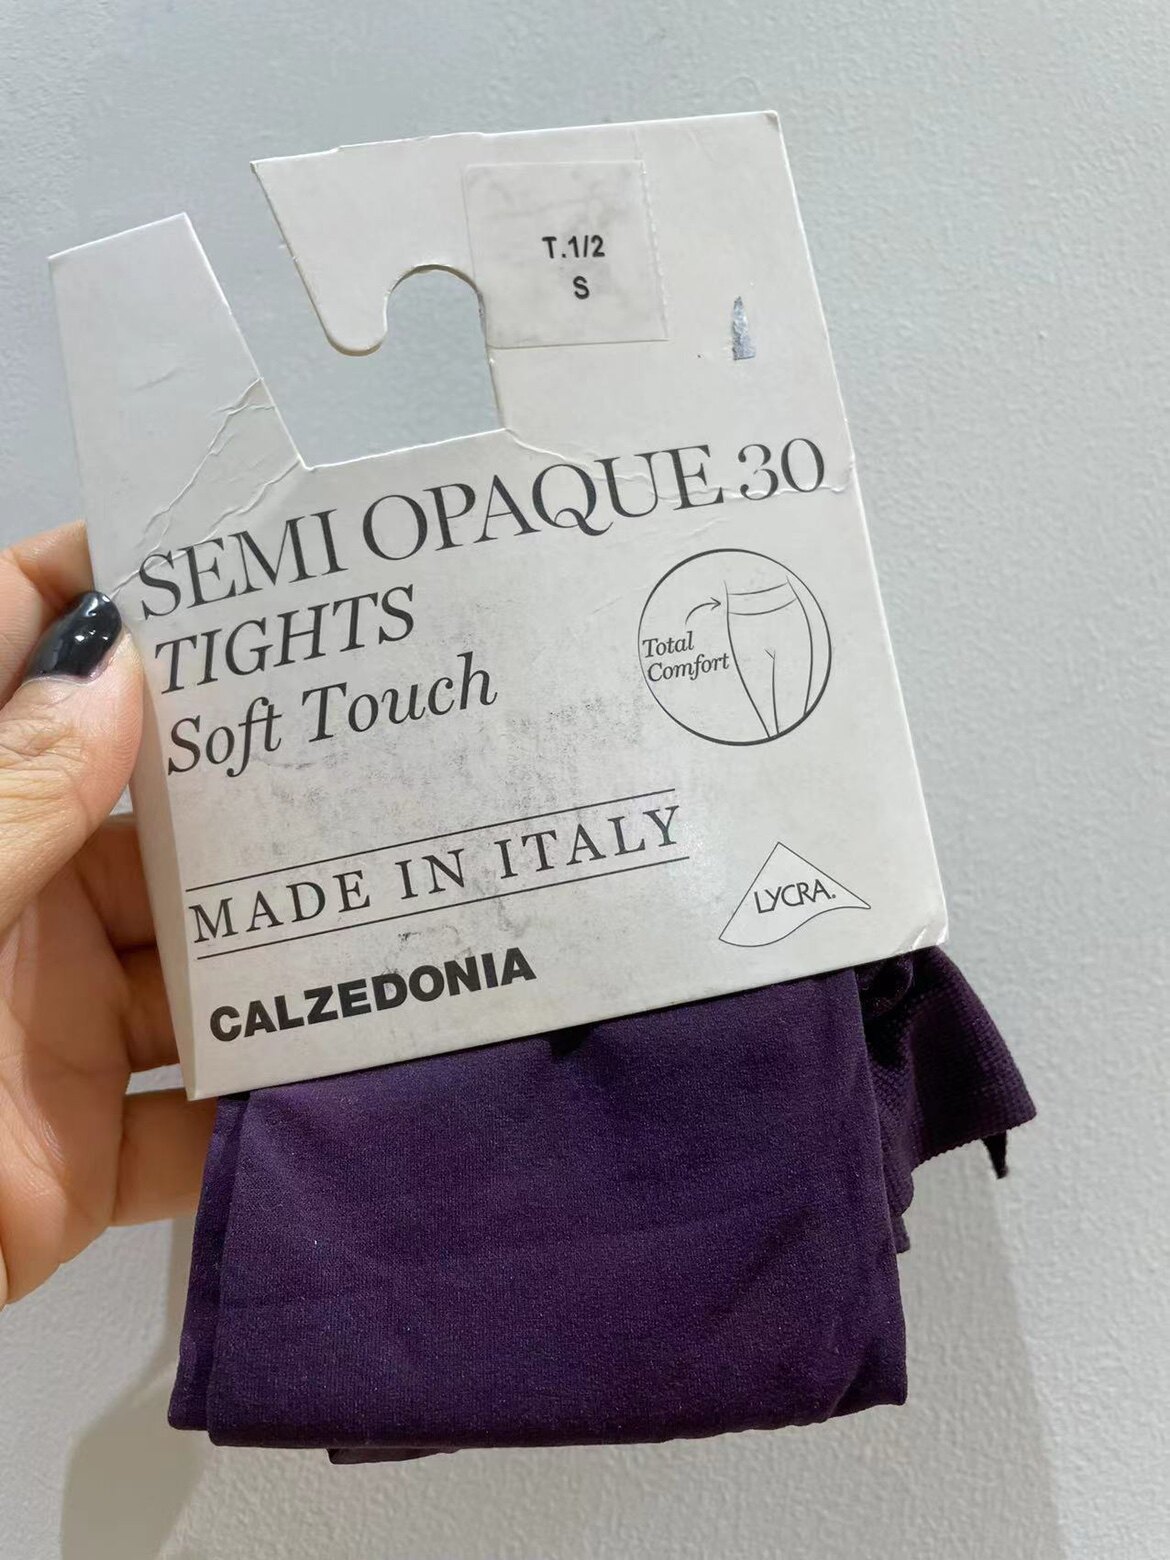 T.1/2
S
SEMI OPAQUE 30
TIGHTS
Soft Touch
Total
Comfort
MADE IN ITALY
LYCRA.
CALZEDONIA